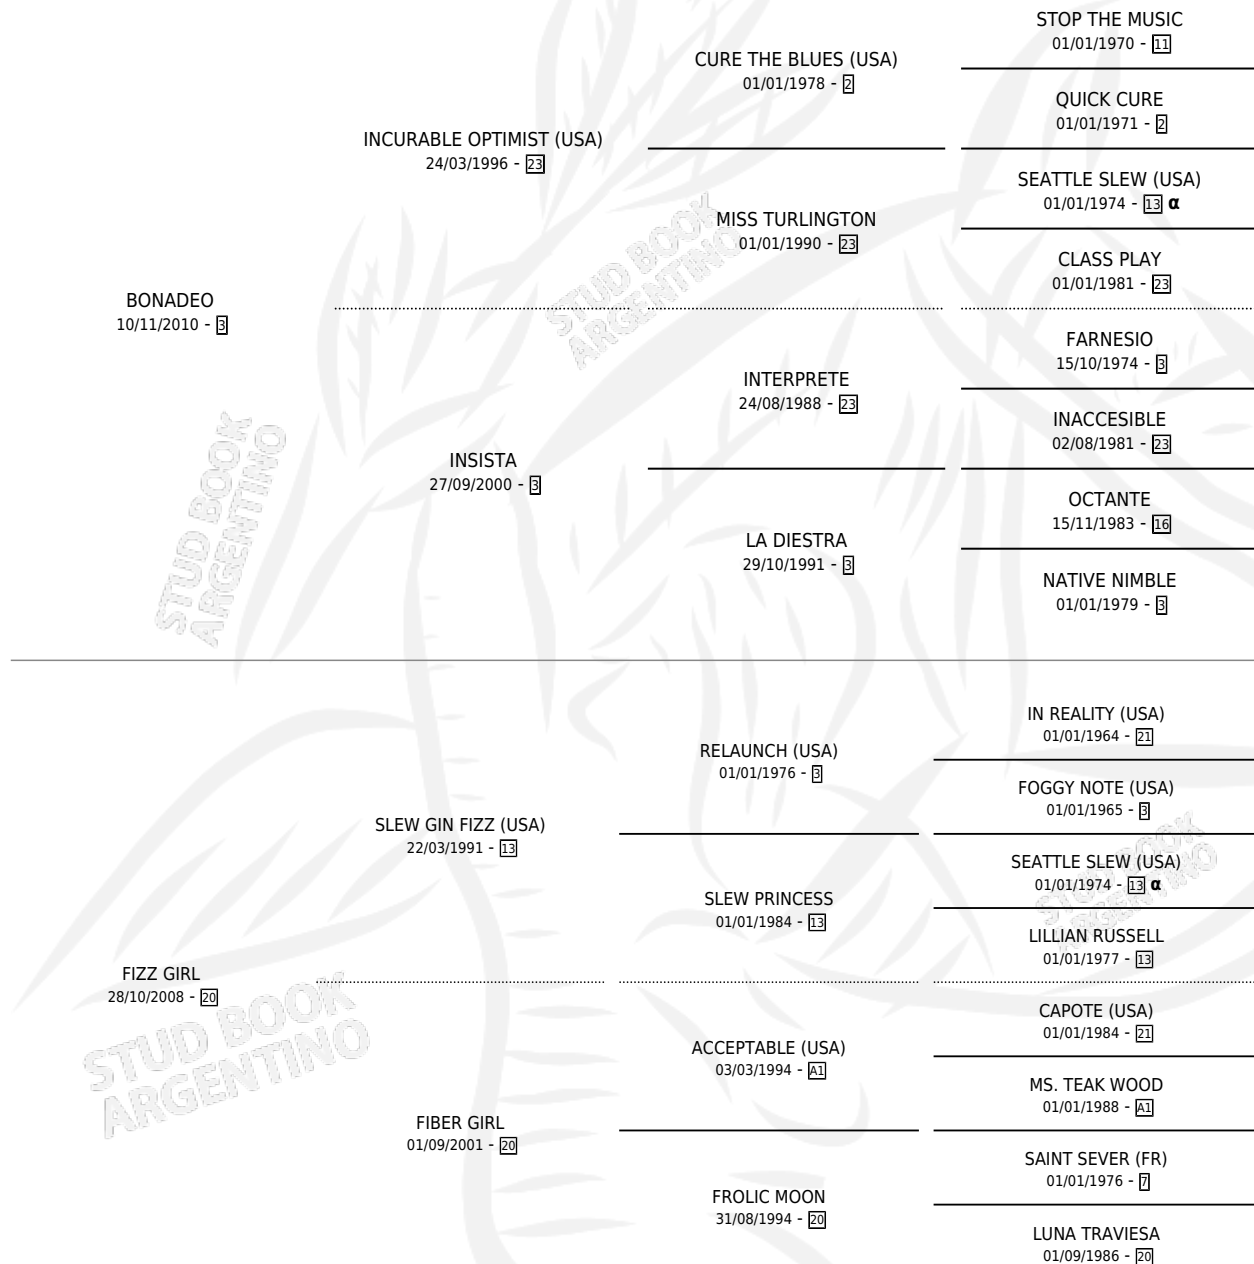 STOP THE MUSIC
01/01/1970 - 11
CURE THE BLUES (USA)
01/01/1978 - 2
QUICK CURE
01/01/1971 - 2
INCURABLE OPTIMIST (USA)
24/03/1996 - 23
SEATTLE SLEW (USA)
01/01/1974 - 13 α
MISS TURLINGTON
01/01/1990 - 23
CLASS PLAY
01/01/1981 - 23
BONADEO
10/11/2010 - 3
FARNESIO
15/10/1974 - 3
INTERPRETE
24/08/1988 - 23
INACCESIBLE
02/08/1981 - 23
INSISTA
27/09/2000 - 3
OCTANTE
15/11/1983 - 16
LA DIESTRA
29/10/1991 - 3
NATIVE NIMBLE
01/01/1979 - 3
IN REALITY (USA)
01/01/1964 - 21
RELAUNCH (USA)
01/01/1976 - 3
FOGGY NOTE (USA)
01/01/1965 - 3
SLEW GIN FIZZ (USA)
22/03/1991 - 13
SEATTLE SLEW (USA)
01/01/1974 - 13 α
SLEW PRINCESS
01/01/1984 - 13
LILLIAN RUSSELL
01/01/1977 - 13
FIZZ GIRL
28/10/2008 - 20
CAPOTE (USA)
01/01/1984 - 21
ACCEPTABLE (USA)
03/03/1994 - A1
MS. TEAK WOOD
01/01/1988 - A1
FIBER GIRL
01/09/2001 - 20
SAINT SEVER (FR)
01/01/1976 - 7
FROLIC MOON
31/08/1994 - 20
LUNA TRAVIESA
01/09/1986 - 20
STUD BOOK
ARGENTINO
STUD BOOK
ARGENTINO
STUD BOOK
ARGENTINO
STUD BOOK
ARGENTINO